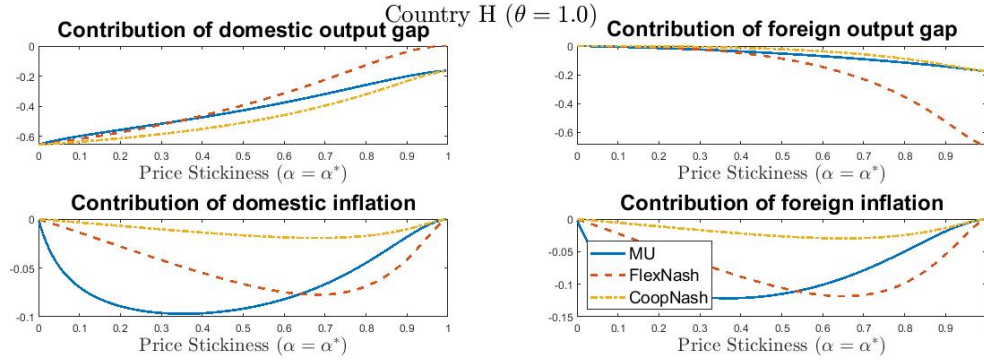 Country H (θ = 1.0)
Contribution of domestic output gap
0
-0.2
-0.4
-0.6
0 0.1 0.2 0.3 0.4 0.5 0.6 0.7 0.8 0.9 1
Price Stickiness (α = α*)
Contribution of foreign output gap
0
-0.2
-0.4
-0.6
0 0.1 0.2 0.3 0.4 0.5 0.6 0.7 0.8 0.9
Price Stickiness (α = α*)
Contribution of domestic inflation
0
-0.05
-0.1
0 0.1 0.2 0.3 0.4 0.5 0.6 0.7 0.8 0.9 1
Price Stickiness (α = α*)
Contribution of foreign inflation
0
-0.05
-0.1
-0.15
MU
FlexNash
CoopNash
0 0.1 0.2 0.3 0.4 0.5 0.6 0.7 0.8 0.9
Price Stickiness (α = α*)